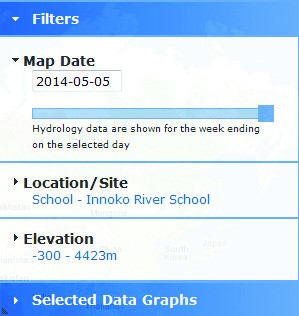 Filters
Map Date
2014-05-05
Hydrology data are shown for the week ending
on the selected day
Location/Site
School - Innoko River School
Elevation
-300 - 4423m
Selected Data Graphs